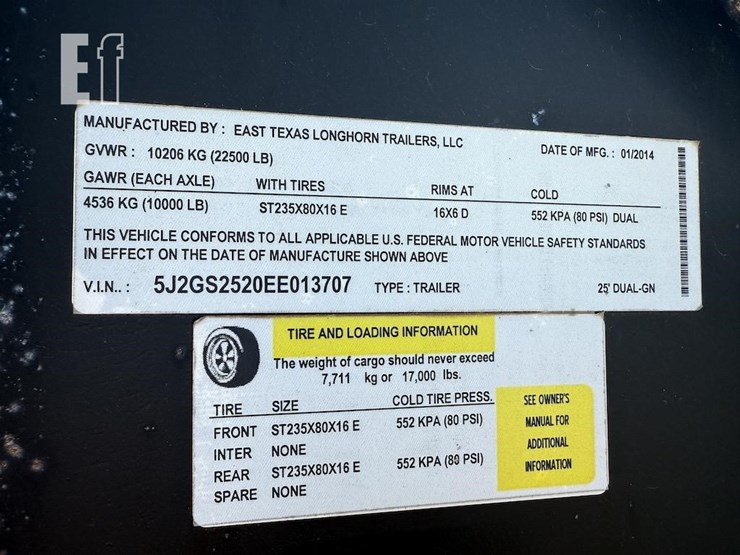 Ef
MANUFACTURED BY : EAST TEXAS LONGHORN TRAILERS, LLC
GVWR : 10206 KG (22500 LB) DATE OF MFG. : 01/2014
GAWR (EACH AXLE) WITH TIRES RIMS AT COLD
4536 KG (10000 LB) ST235X80X16 E 16X6 D 552 KPA (80 PSI) DUAL
THIS VEHICLE CONFORMS TO ALL APPLICABLE U.S. FEDERAL MOTOR VEHICLE SAFETY STANDARDS
IN EFFECT ON THE DATE OF MANUFACTURE SHOWN ABOVE
V.I.N.. : 5J2GS2520EE013707 TYPE : TRAILER 25' DUAL-GN
TIRE AND LOADING INFORMATION
The weight of cargo should never exceed
7,711 kg or 17,000 lbs.
TIRE SIZE COLD TIRE PRESS.
FRONT ST235X80X16 E 552 KPA (80 PSI)
INTER NONE
REAR ST235X80X16 E 552 KPA (80 PSI)
SPARE NONE
SEE OWNER'S
MANUAL FOR
ADDITIONAL
INFORMATION